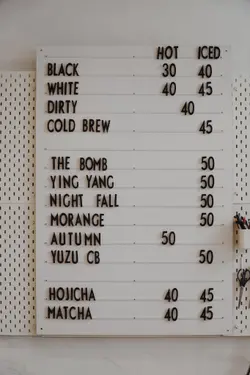 HOT ICED
BLACK 30 40
WHITE 40 45
DIRTY 40
COLD BREW 45
THE BOMB 50
YING YANG 50
NIGHT FALL 50
MORANGE 50
AUTUMN 50
YUZU CB 50
HOJICHA 40 45
MATCHA 40 45